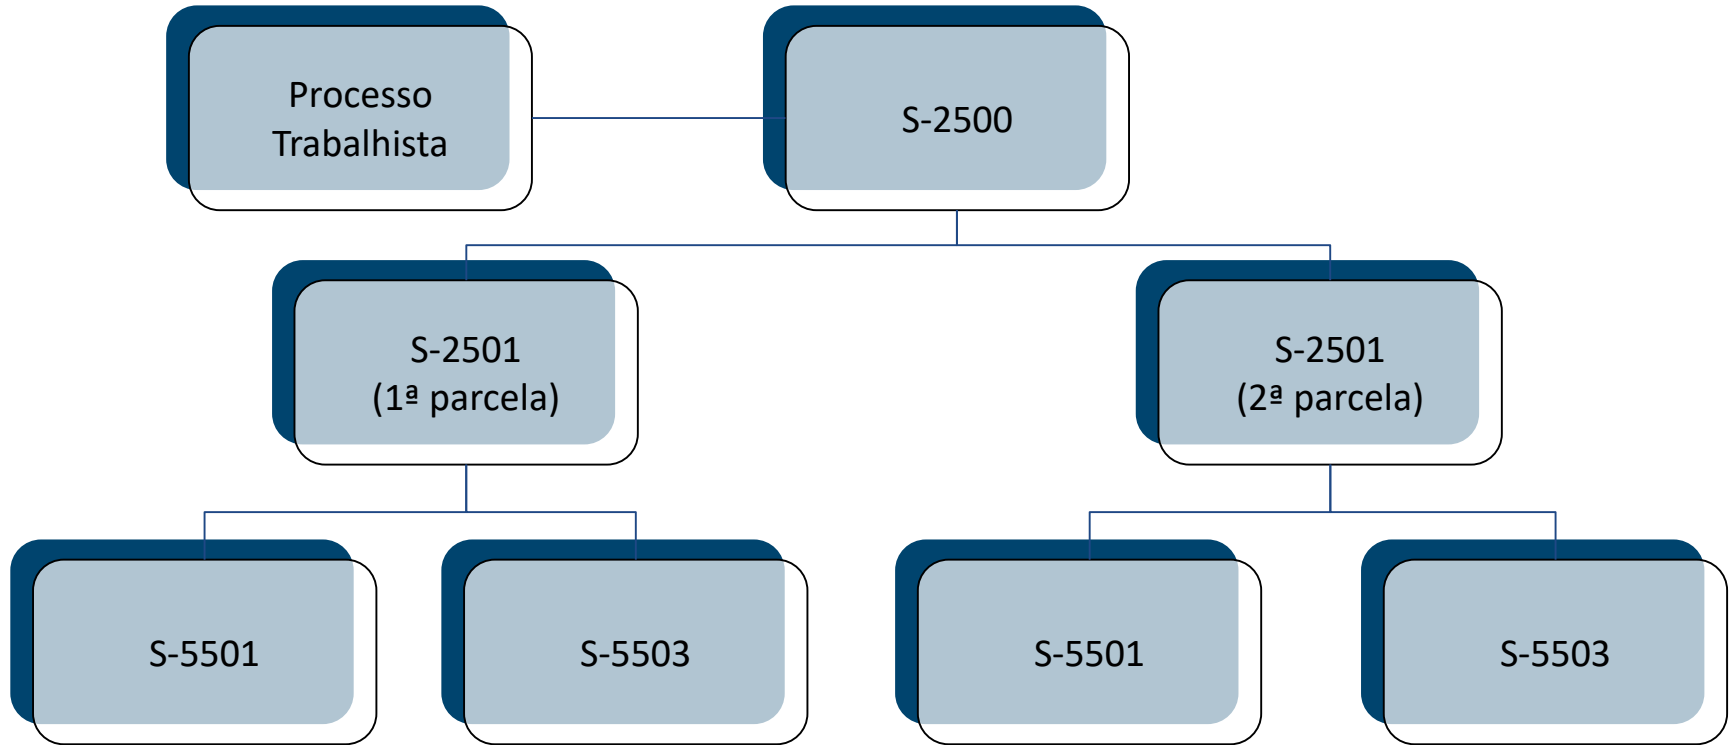 Processo
Trabalhista
S-2500
S-2501
(1ª parcela)
S-2501
(2ª parcela)
S-5501
S-5503
S-5501
S-5503